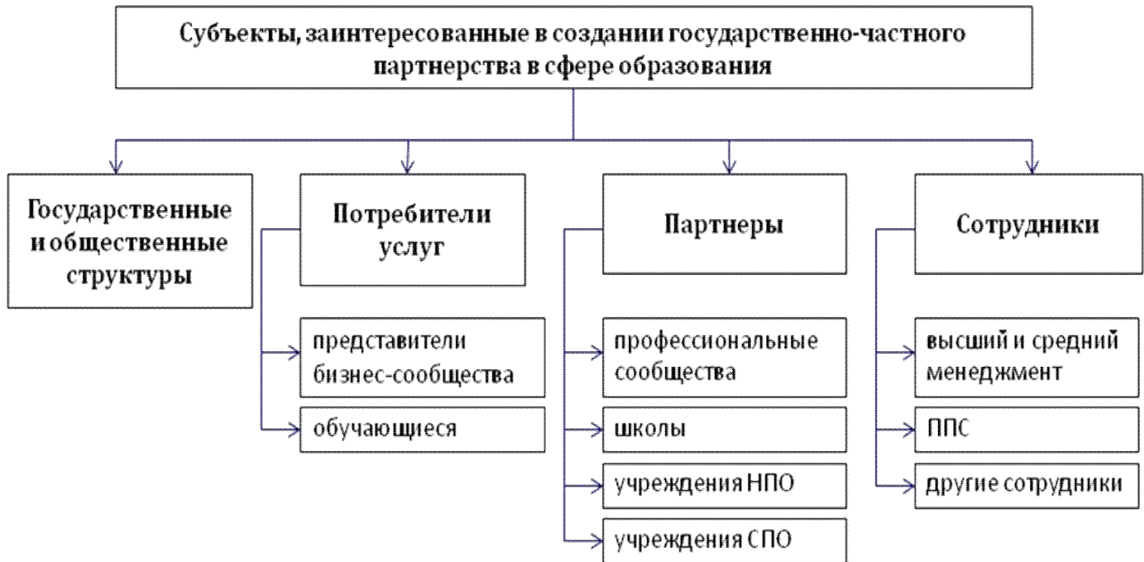 Субъекты, заинтересованные в создании государственно-частного
партнерства в сфере образования
Государственные
и общественные
структуры
Потребители
услуг
представители
бизнес-сообщества
обучающиеся
Партнеры
профессиональные
сообщества
школы
учреждения НПО
учреждения СПО
Сотрудники
высший и средний
менеджмент
ППС
другие сотрудники